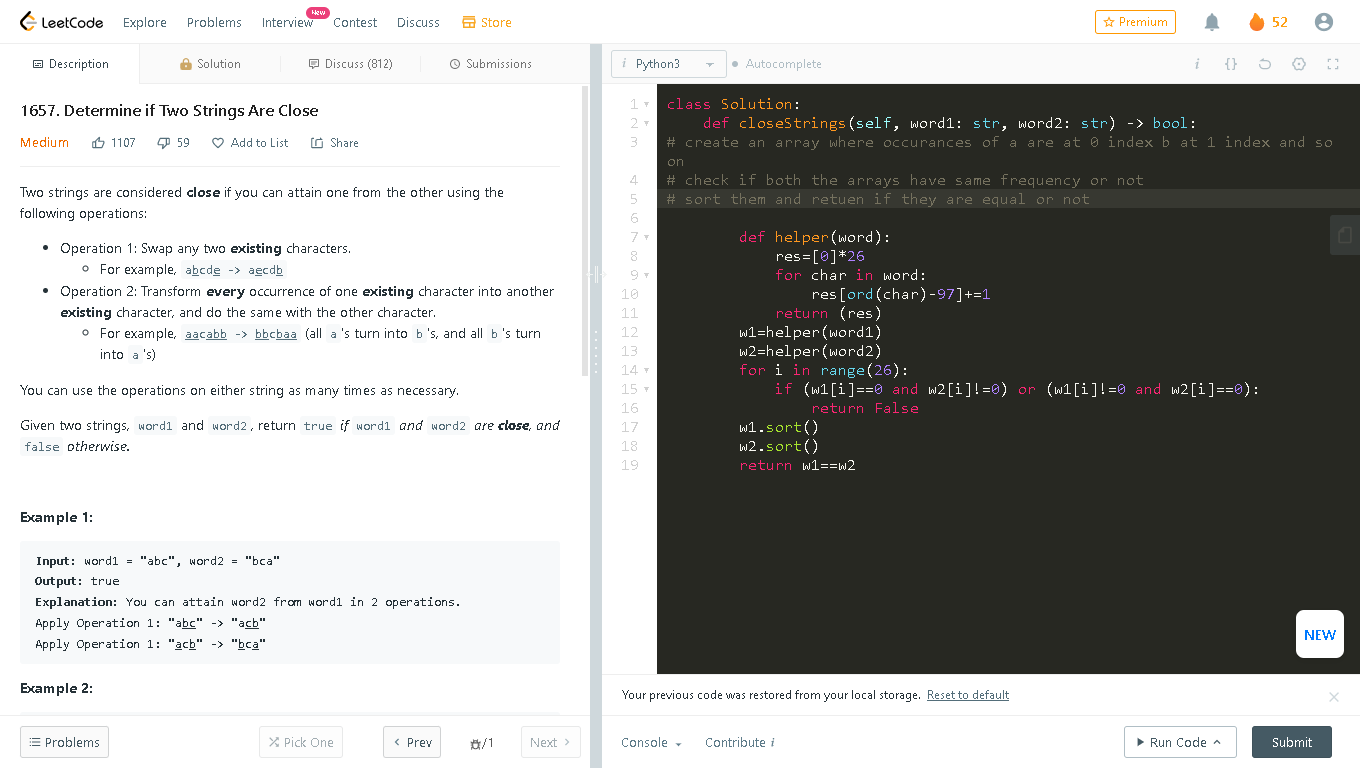 LeetCode Explore Problems Interview New Contest Discuss Store Premium 52
Description Solution Discuss (812) Submissions
1657. Determine if Two Strings Are Close
Medium 1107 59 Add to List Share
Two strings are considered close if you can attain one from the other using the
following operations:
• Operation 1: Swap any two existing characters.
◦ For example, abcde -> aecdb
• Operation 2: Transform every occurrence of one existing character into another
existing character, and do the same with the other character.
◦ For example, aacabb -> bbcbaa (all a 's turn into b 's, and all b 's turn
into a 's)
You can use the operations on either string as many times as necessary.
Given two strings, word1 and word2 , return true if word1 and word2 are close, and
false otherwise.
Example 1:
Input: word1 = "abc", word2 = "bca"
Output: true
Explanation: You can attain word2 from word1 in 2 operations.
Apply Operation 1: "abc" -> "acb"
Apply Operation 1: "acb" -> "bca"
Example 2:
Problems Pick One Prev /1 Next
i Python3 Autocomplete i {}
1 class Solution:
2 def closeStrings(self, word1: str, word2: str) -> bool:
3 # create an array where occurances of a are at 0 index b at 1 index and so
on
4 # check if both the arrays have same frequency or not
5 # sort them and retuen if they are equal or not
6
7 def helper(word):
8 res=[0]*26
9 for char in word:
10 res[ord(char)-97]+=1
11 return (res)
12 w1=helper(word1)
13 w2=helper(word2)
14 for i in range(26):
15 if (w1[i]==0 and w2[i]!=0) or (w1[i]!=0 and w2[i]==0):
16 return False
17 w1.sort()
18 w2.sort()
19 return w1==w2
NEW
Your previous code was restored from your local storage. Reset to default
Console Contribute i Run Code Submit